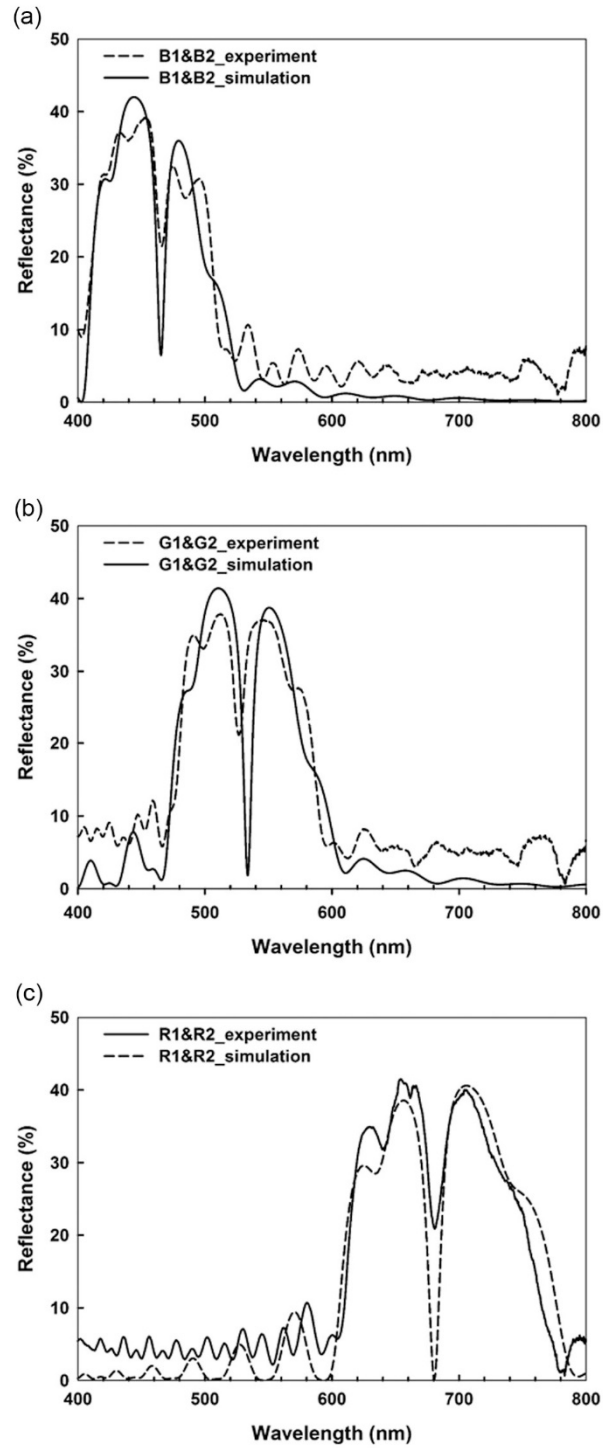 (a)
50
B1&B2_experiment
B1&B2_simulation
40
30
20
10
0
Reflectance (%)
400 500 600 700 800
Wavelength (nm)
(b)
50
G1&G2_experiment
G1&G2_simulation
40
30
20
10
0
Reflectance (%)
400 500 600 700 800
Wavelength (nm)
(c)
50
R1&R2_experiment
R1&R2_simulation
40
30
20
10
0
Reflectance (%)
400 500 600 700 800
Wavelength (nm)